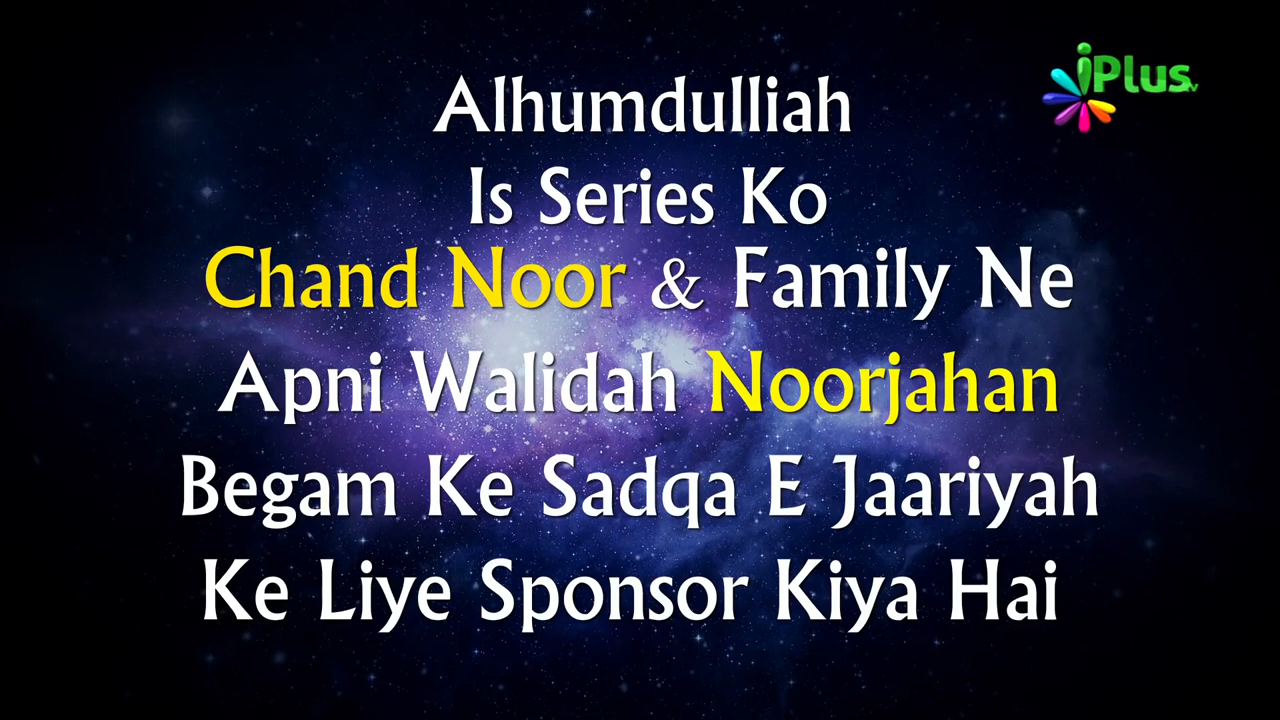 iPlus tv
Alhumdulliah
Is Series Ko
Chand Noor & Family Ne
Apni Walidah Noorjahan
Begam Ke Sadqa E Jaariyah
Ke Liye Sponsor Kiya Hai